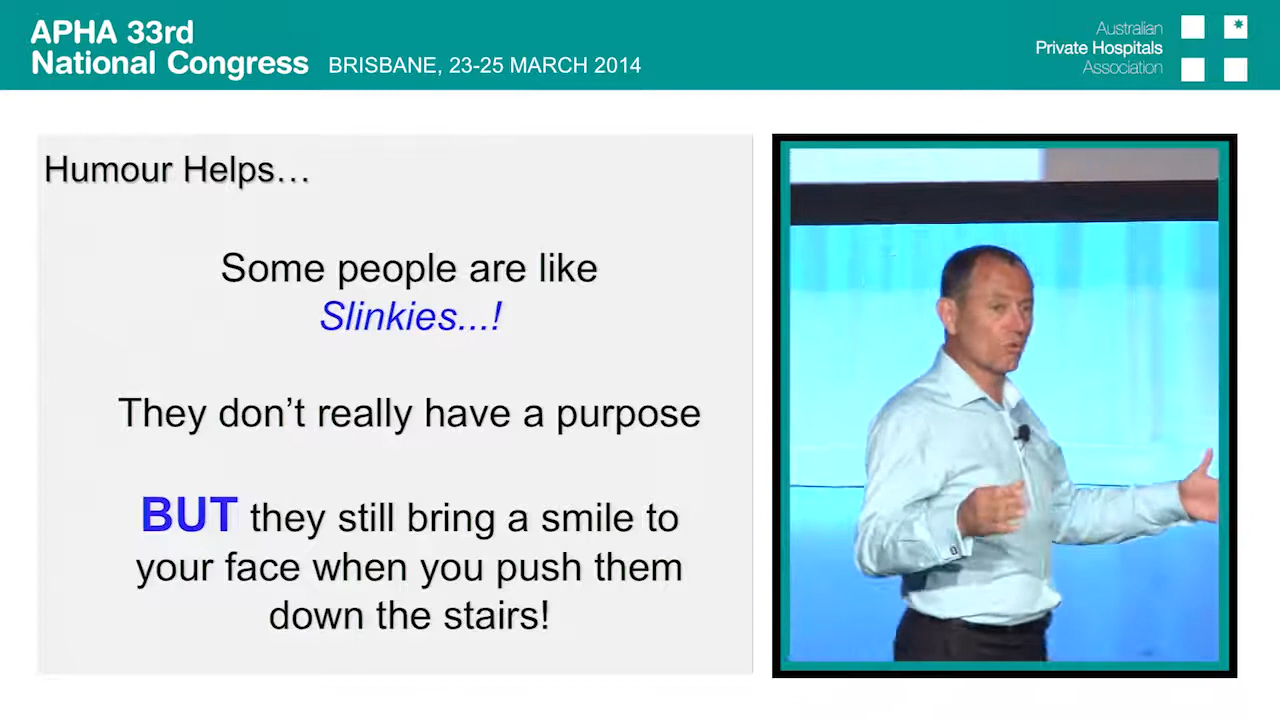 APHA 33rd
National Congress BRISBANE, 23-25 MARCH 2014
Australian
Private Hospitals
Association
Humour Helps…
Some people are like
Slinkies...!
They don’t really have a purpose
BUT they still bring a smile to
your face when you push them
down the stairs!